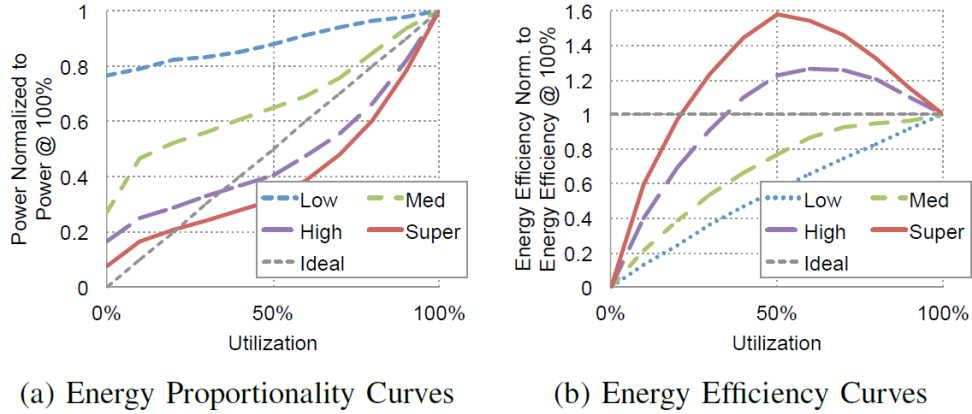 Power Normalized to
Power @ 100%
1
0.8
0.6
0.4
0.2
0
Low
Med
High
Super
Ideal
0%
50%
100%
Utilization
(a) Energy Proportionality Curves
Energy Efficiency Norm. to
Energy Efficiency @ 100%
1.6
1.4
1.2
1
0.8
0.6
0.4
0.2
0
Low
Med
High
Super
Ideal
0%
50%
100%
Utilization
(b) Energy Efficiency Curves